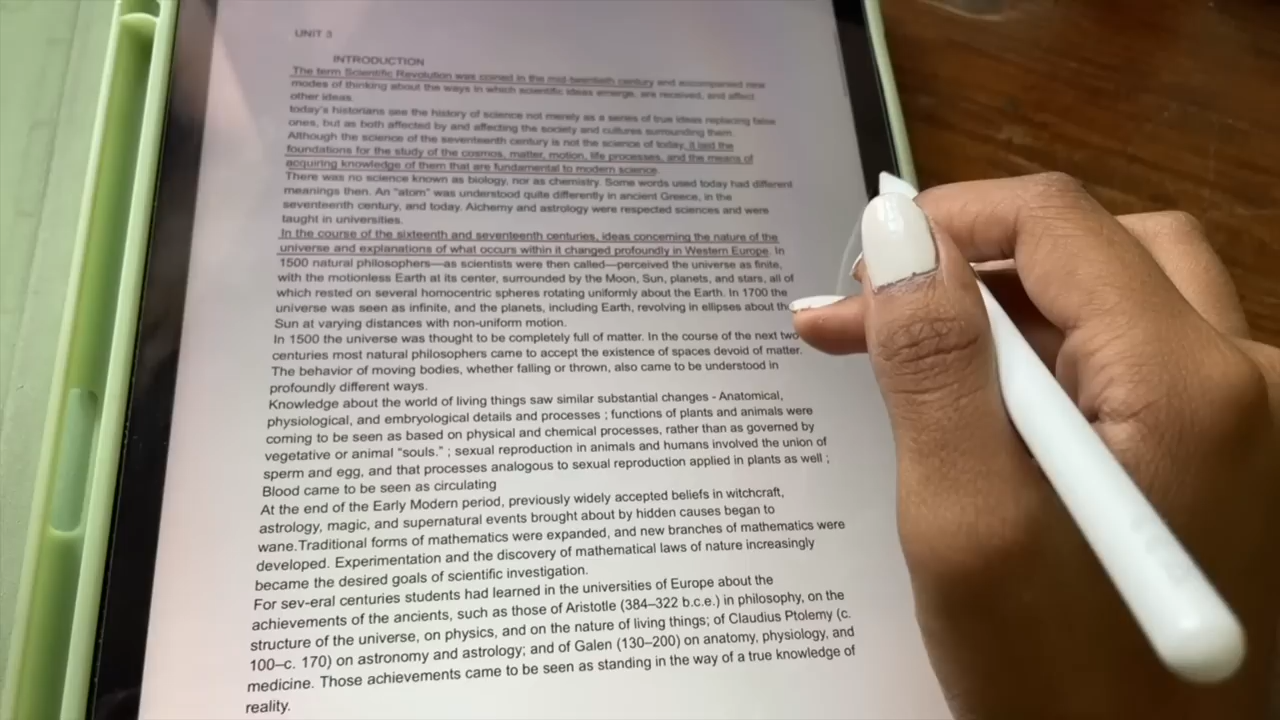 UNIT 3
INTRODUCTION
The term Scientific Revolution was coined in the mid-twentieth century and accompanied new
modes of thinking about the ways in which scientific ideas emerge, are received, and affect
other ideas.
today's historians see the history of science not merely as a series of true ideas replacing false
ones, but as both affected by and affecting the society and cultures surrounding them.
Although the science of the seventeenth century is not the science of today, it laid the
foundations for the study of the cosmos, matter, motion, life processes, and the means of
acquiring knowledge of them that are fundamental to modern science.
There was no science known as biology, nor as chemistry. Some words used today had different
meanings then. An "atom" was understood quite differently in ancient Greece, in the
seventeenth century, and today. Alchemy and astrology were respected sciences and were
taught in universities.
In the course of the sixteenth and seventeenth centuries, ideas concerning the nature of the
universe and explanations of what occurs within it changed profoundly in Western Europe. In
1500 natural philosophers—as scientists were then called—perceived the universe as finite,
with the motionless Earth at its center, surrounded by the Moon, Sun, planets, and stars, all of
which rested on several homocentric spheres rotating uniformly about the Earth. In 1700 the
universe was seen as infinite, and the planets, including Earth, revolving in ellipses about the
Sun at varying distances with non-uniform motion.
In 1500 the universe was thought to be completely full of matter. In the course of the next two
centuries most natural philosophers came to accept the existence of spaces devoid of matter.
The behavior of moving bodies, whether falling or thrown, also came to be understood in
profoundly different ways.
Knowledge about the world of living things saw similar substantial changes - Anatomical,
physiological, and embryological details and processes ; functions of plants and animals were
coming to be seen as based on physical and chemical processes, rather than as governed by
vegetative or animal "souls." ; sexual reproduction in animals and humans involved the union of
sperm and egg, and that processes analogous to sexual reproduction applied in plants as well ;
Blood came to be seen as circulating
At the end of the Early Modern period, previously widely accepted beliefs in witchcraft,
astrology, magic, and supernatural events brought about by hidden causes began to
wane.Traditional forms of mathematics were expanded, and new branches of mathematics were
developed. Experimentation and the discovery of mathematical laws of nature increasingly
became the desired goals of scientific investigation.
For sev-eral centuries students had learned in the universities of Europe about the
achievements of the ancients, such as those of Aristotle (384–322 b.c.e.) in philosophy, on the
structure of the universe, on physics, and on the nature of living things; of Claudius Ptolemy (c.
100–c. 170) on astronomy and astrology; and of Galen (130–200) on anatomy, physiology, and
medicine. Those achievements came to be seen as standing in the way of a true knowledge of
reality.